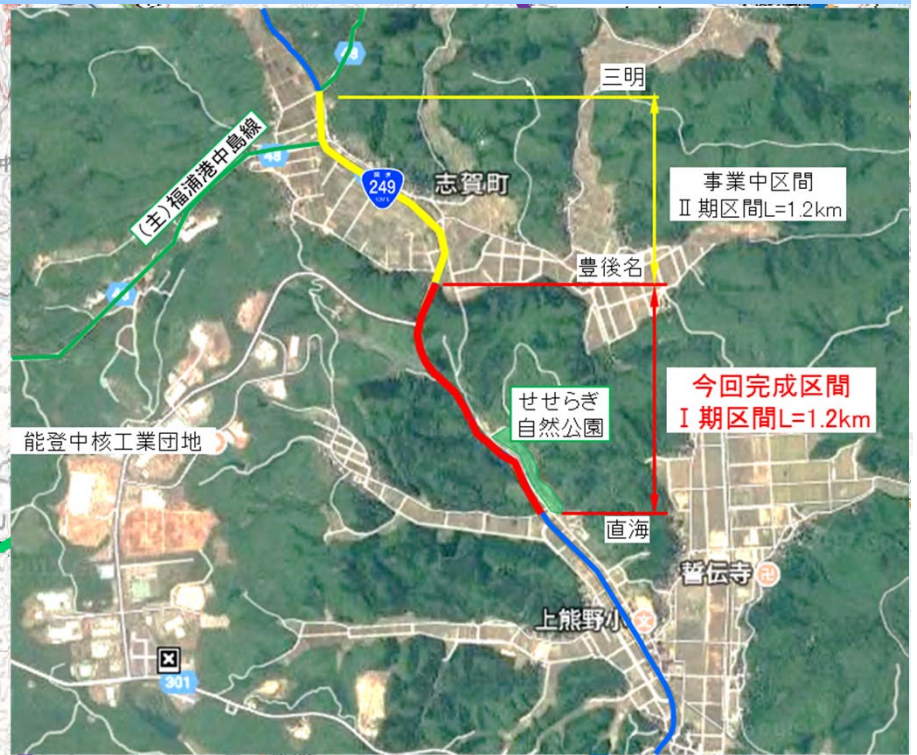 48
三明
(主)福浦港中島線
48
249
志賀町
事業中区間
Ⅱ期区間L=1.2km
豊後名
48
今回完成区間
Ⅰ期区間L=1.2km
せせらぎ
自然公園
能登中核工業団地
直海
誓伝寺
上熊野小
文
301